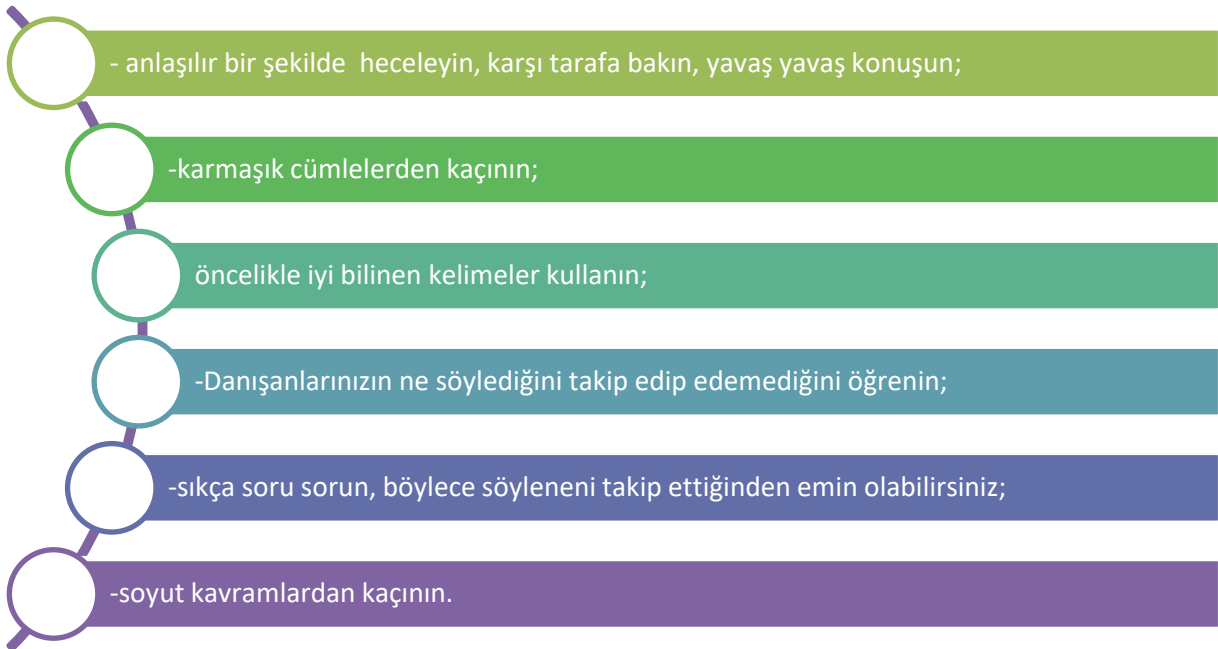 - anlaşılır bir şekilde  heceleyin, karşı tarafa bakın, yavaş yavaş konuşun;
-karmaşık cümlelerden kaçının;
öncelikle iyi bilinen kelimeler kullanın;
-Danışanlarınızın ne söylediğini takip edip edemediğini öğrenin;
-sıkça soru sorun, böylece söyleneni takip ettiğinden emin olabilirsiniz;
-soyut kavramlardan kaçının.